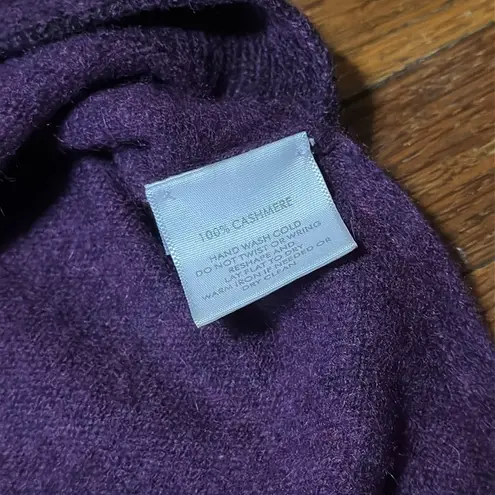 100% CASHMERE
HAND WASH COLD
DO NOT TWIST OR WRING
RESHAPE AND
LAY FLAT TO DRY
WARM IRON IF NEEDED OR
DRY CLEAN